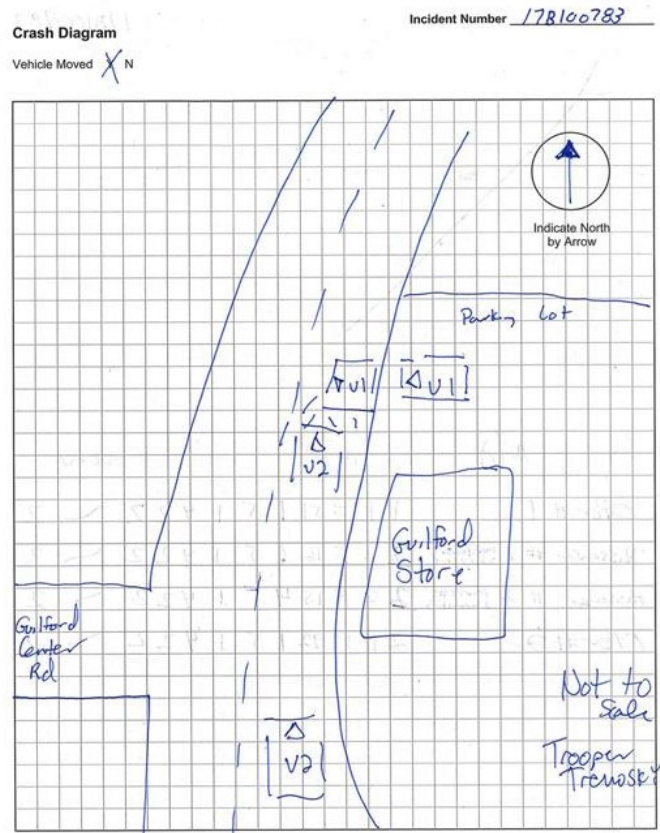 Incident Number 17B100783
Crash Diagram
Vehicle Moved Y N
Indicate North
by Arrow
Parking Lot
V1
V1
V2
Guilford
Store
Guilford
Center
Rd
Not to
Scale
V2
Trooper